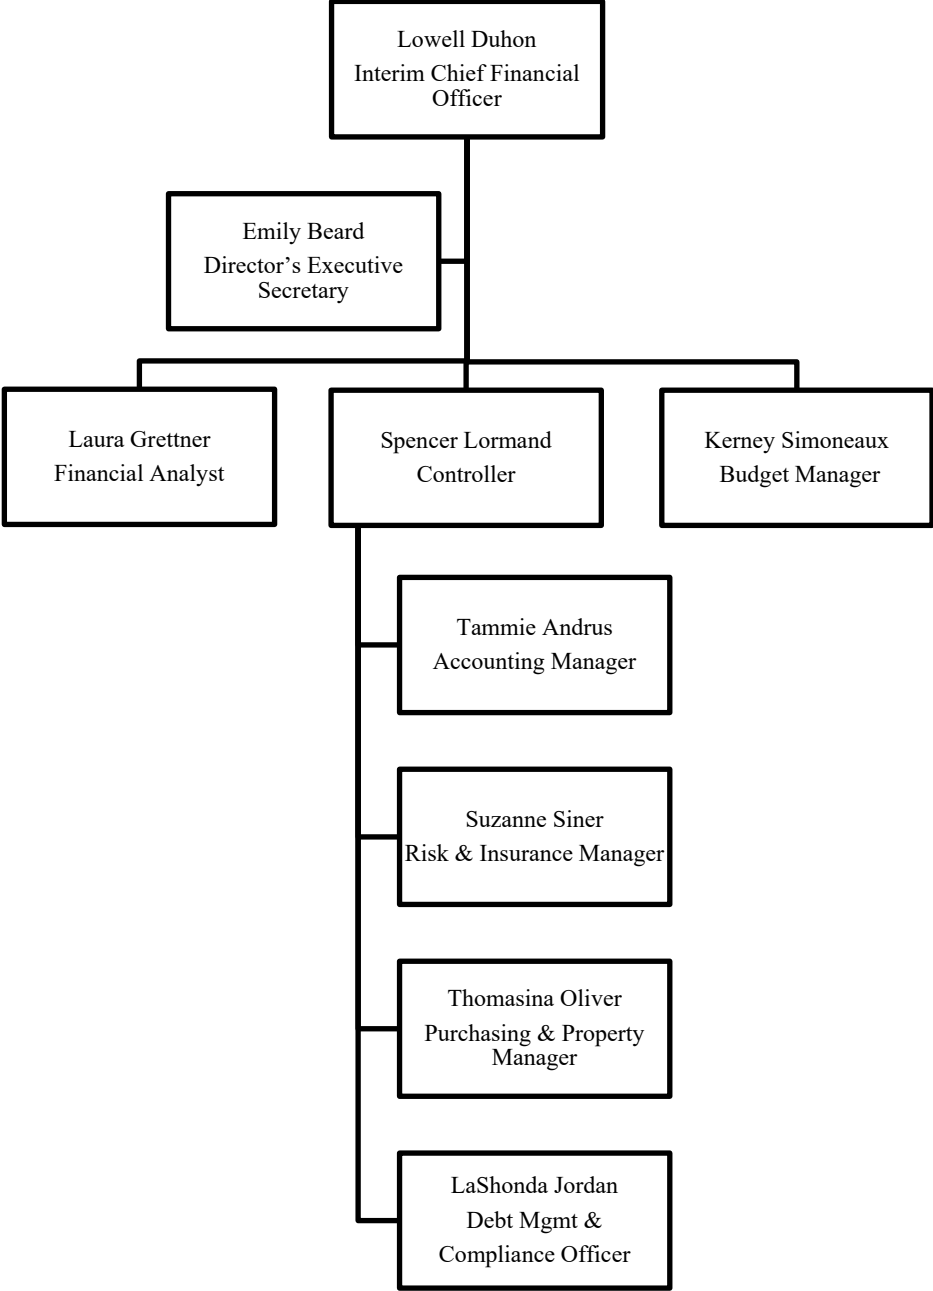 Lowell Duhon
Interim Chief Financial
Officer
Emily Beard
Director’s Executive
Secretary
Laura Grettner
Financial Analyst
Spencer Lormand
Controller
Kerney Simoneaux
Budget Manager
Tammie Andrus
Accounting Manager
Suzanne Siner
Risk & Insurance Manager
Thomasina Oliver
Purchasing & Property
Manager
LaShonda Jordan
Debt Mgmt &
Compliance Officer